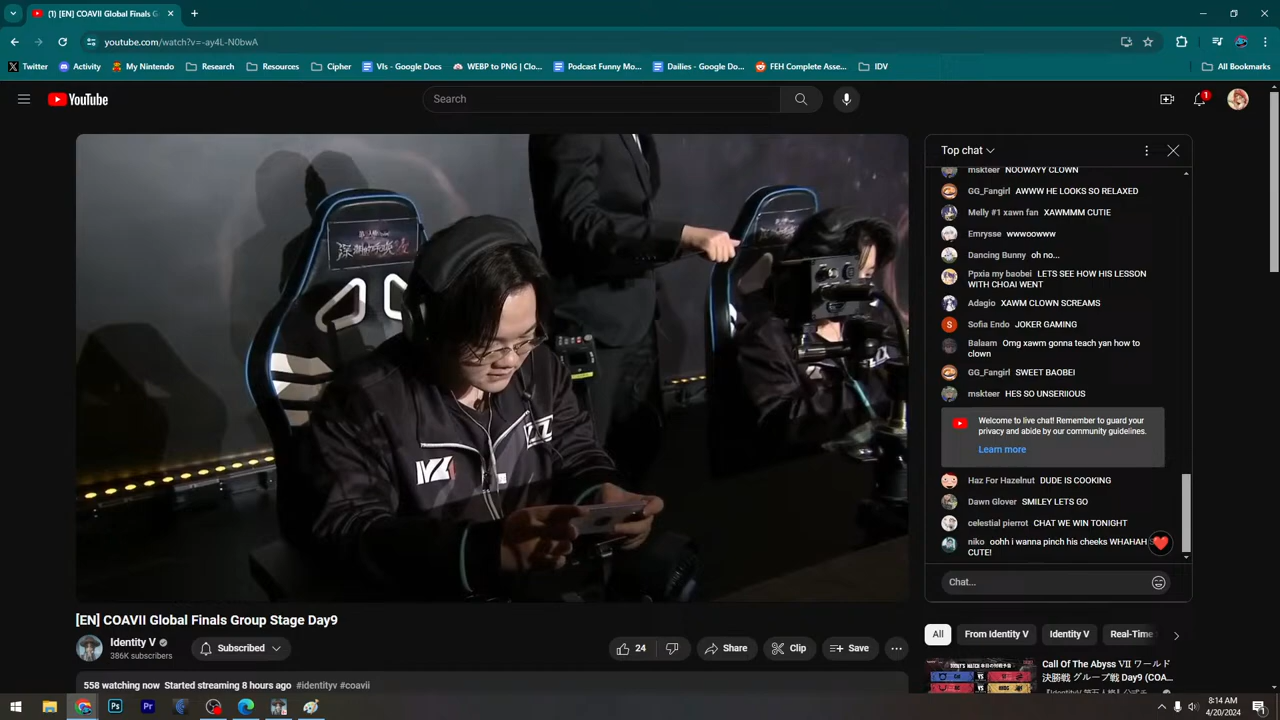 (1) [EN] COAVII Global Finals G
youtube.com/watch?v=-ay4L-N0bwA
Twitter
Activity
My Nintendo
Research
Resources
Cipher
VIs - Google Docs
WEBP to PNG | Clo...
Podcast Funny Mo...
Dailies - Google Do...
FEH Complete Asse...
IDV
All Bookmarks
YouTube
Search
1
Top chat
mskteer NOOWAYY CLOWN
GG_Fangirl AWWW HE LOOKS SO RELAXED
Melly #1 xawn fan XAWMMM CUTIE
Emrysse wwwoowww
Dancing Bunny oh no...
Ppxia my baobei LETS SEE HOW HIS LESSON
WITH CHOAI WENT
Adagio XAWM CLOWN SCREAMS
S Sofia Endo JOKER GAMING
Balaam Omg xawm gonna teach yan how to
clown
GG_Fangirl SWEET BAOBEI
mskteer HES SO UNSERIIOUS
Welcome to live chat! Remember to guard your
privacy and abide by our community guidelines.
Learn more
Haz For Hazelnut DUDE IS COOKING
Dawn Glover SMILEY LETS GO
celestial pierrot CHAT WE WIN TONIGHT
niko oohh i wanna pinch his cheeks WHAHAH
CUTE!
Chat...
[EN] COAVII Global Finals Group Stage Day9
Identity V
386K subscribers
Subscribed
24
Share
Clip
Save
558 watching now Started streaming 8 hours ago #identityv #coavii
All
From Identity V
Identity V
Real-Time
Call Of The Abyss Ⅶ ワールド
決勝戦 グループ戦 Day9 (COA...
8:14 AM
4/20/2024